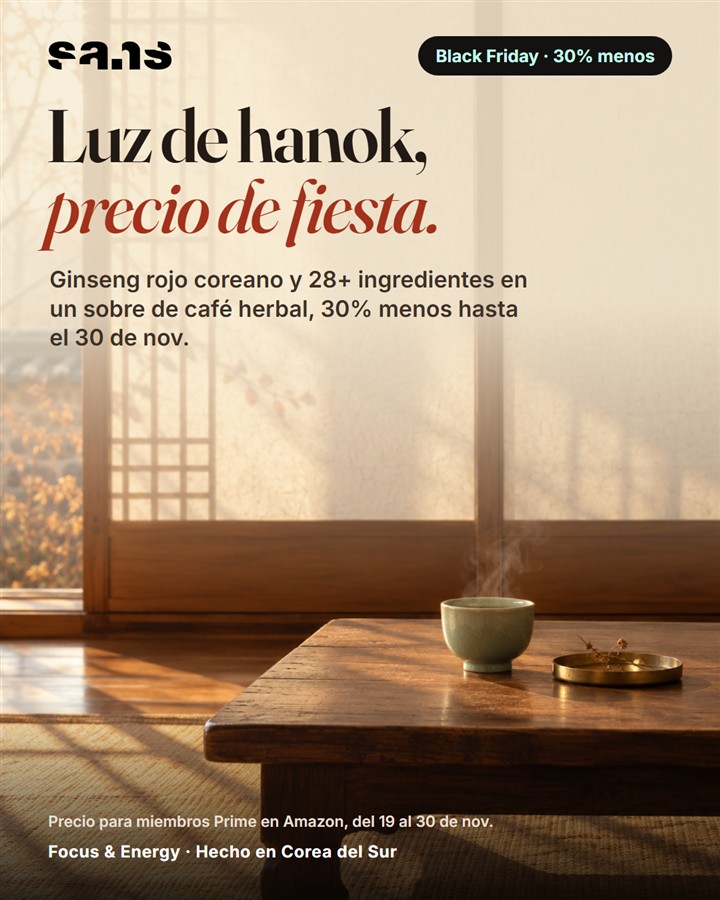 sans
Black Friday · 30% menos
Luz de hanok,
precio de fiesta.
Ginseng rojo coreano y 28+ ingredientes en
un sobre de café herbal, 30% menos hasta
el 30 de nov.
Precio para miembros Prime en Amazon, del 19 al 30 de nov.
Focus & Energy · Hecho en Corea del Sur